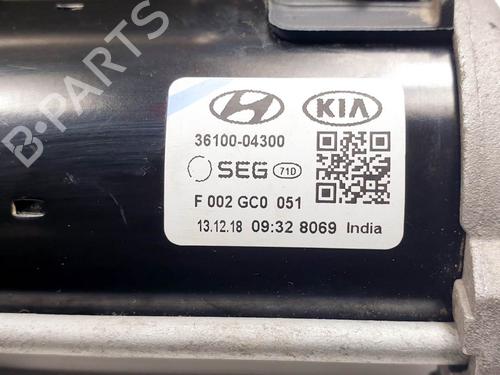 B-PARTS
KIA
36100-04300
SEG 71D
F 002 GC0 051
13.12.18 09:32 8069 India